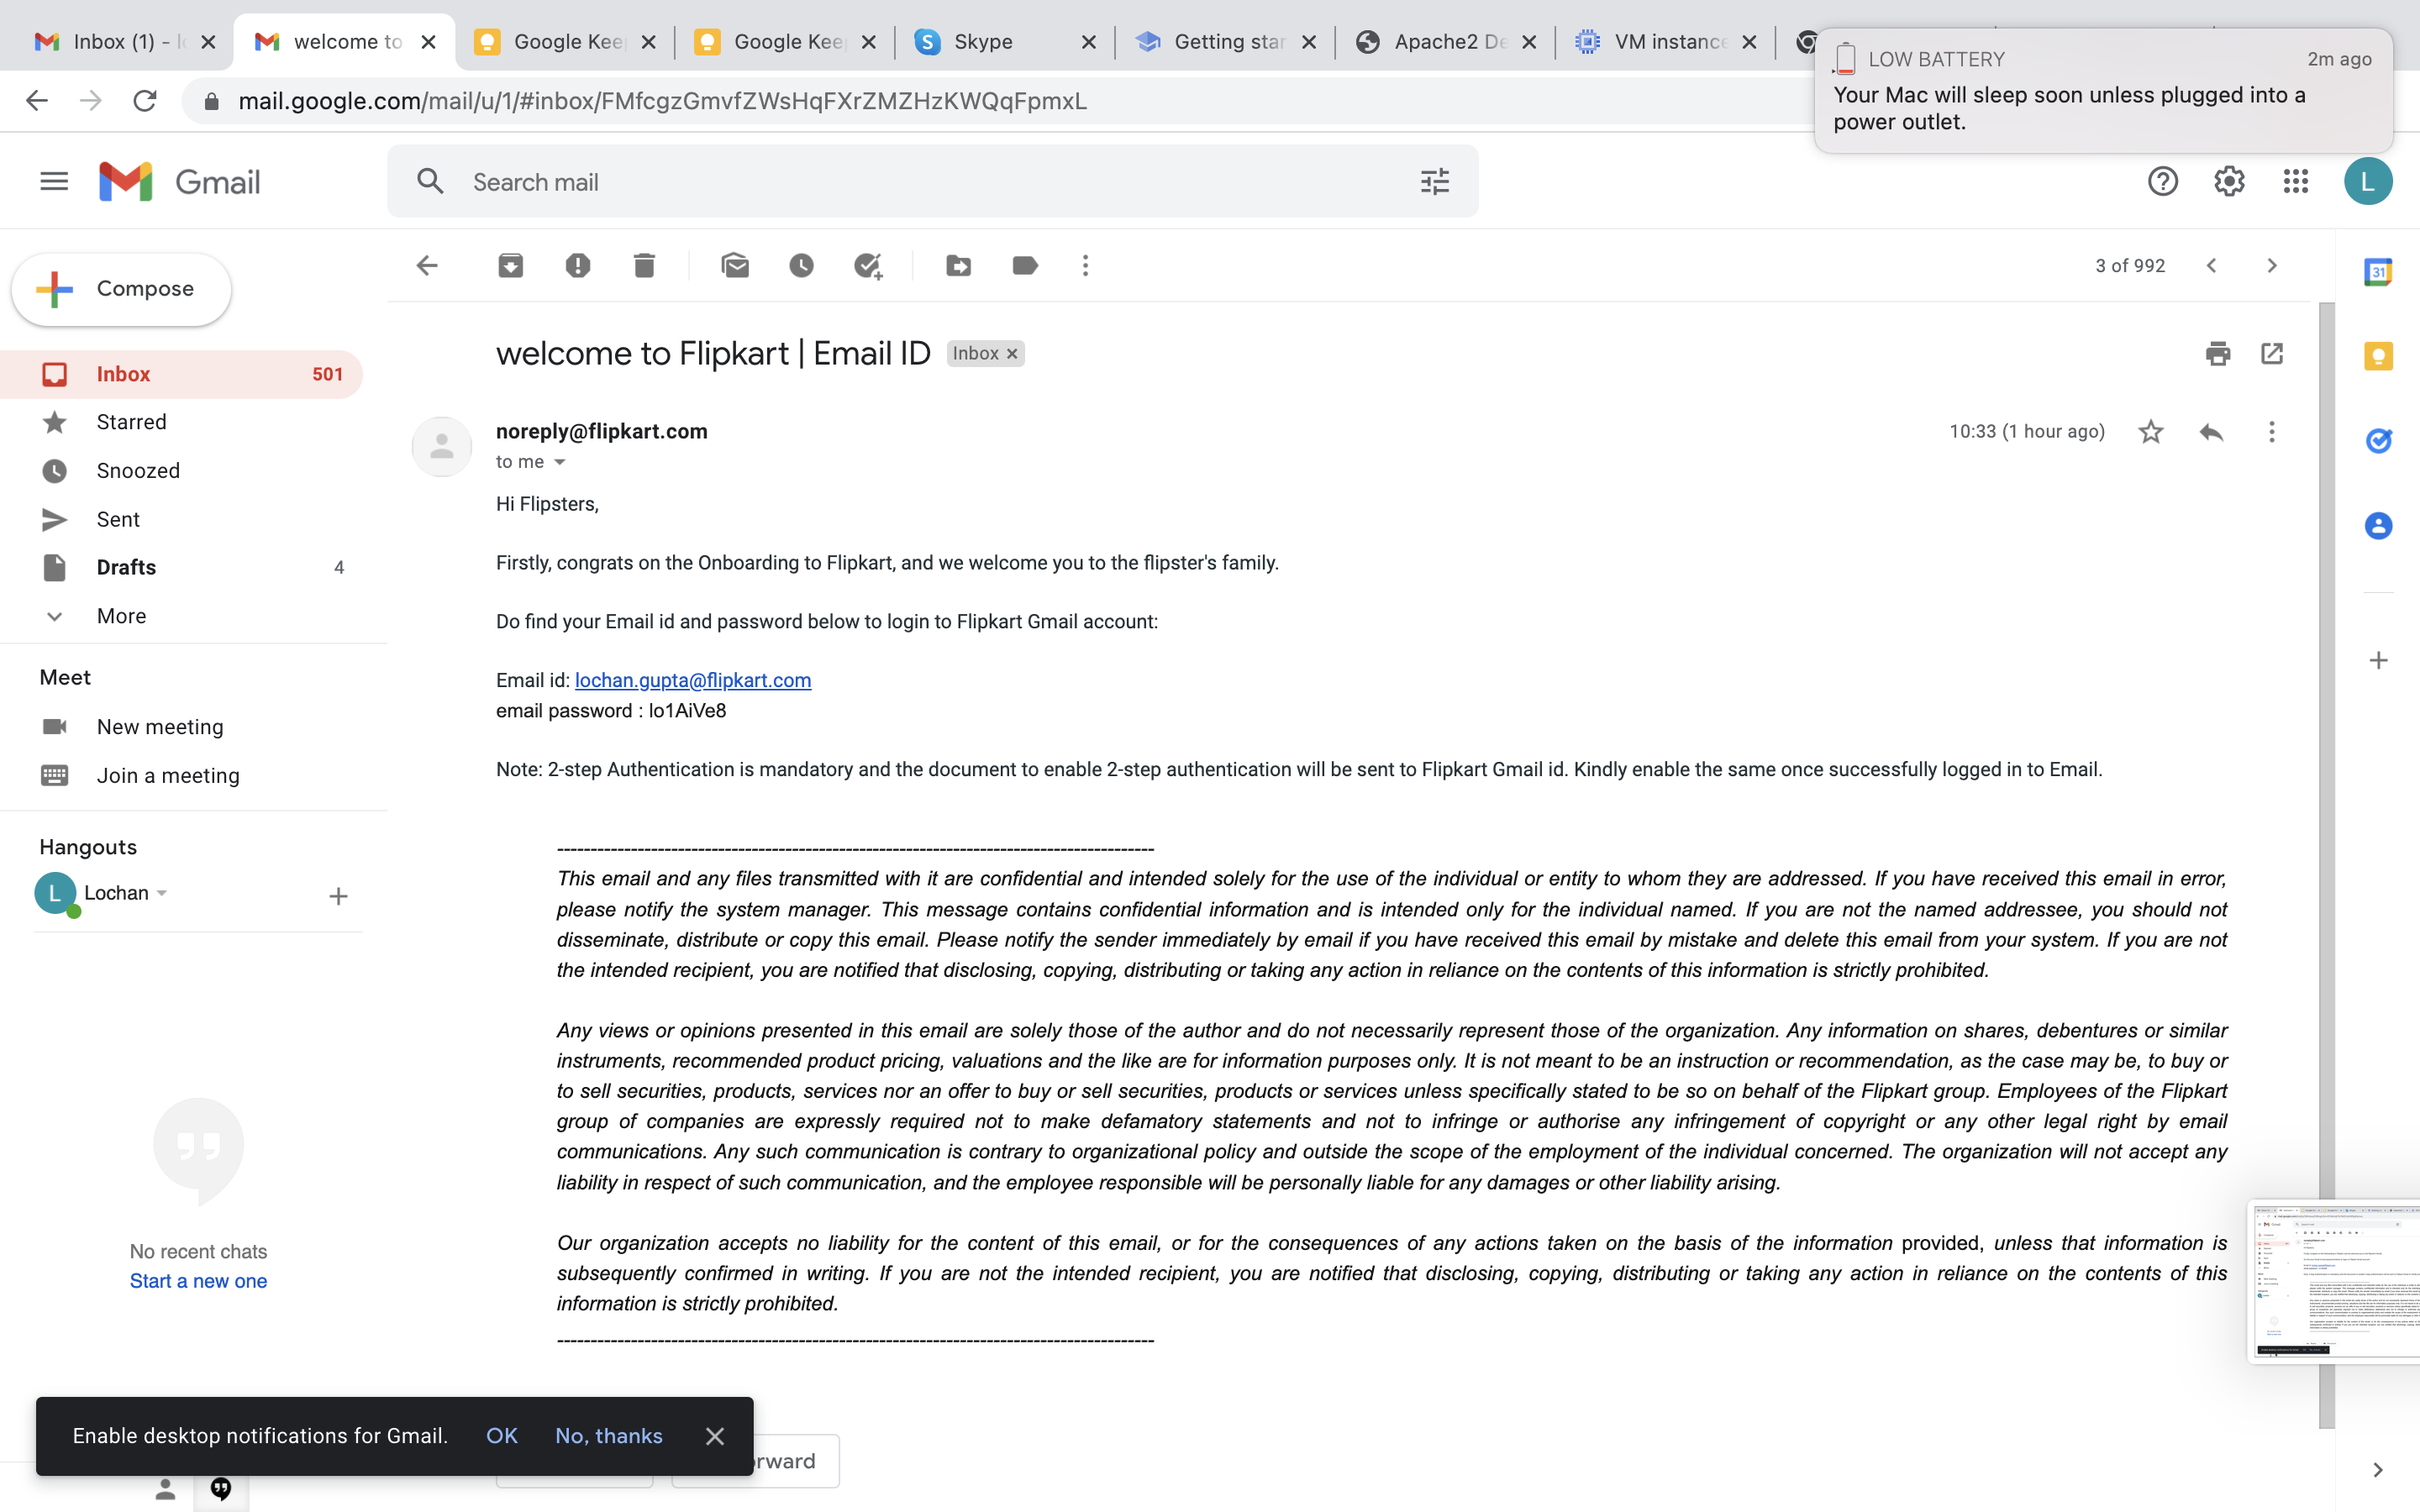 Inbox (1) - l
welcome to
Google Kee
Google Kee
Skype
Getting star
Apache2 De
VM instance
LOW BATTERY
2m ago
Your Mac will sleep soon unless plugged into a
power outlet.
mail.google.com/mail/u/1/#inbox/FMfcgzGmvfZWsHqFXrZMZHzKWQqFpmxL
Gmail
Search mail
L
Compose
3 of 992
31
welcome to Flipkart | Email ID
Inbox
Inbox 501
Starred
Snoozed
Sent
Drafts 4
More
noreply@flipkart.com
10:33 (1 hour ago)
to me
Hi Flipsters,
Firstly, congrats on the Onboarding to Flipkart, and we welcome you to the flipster's family.
Do find your Email id and password below to login to Flipkart Gmail account:
Email id: lochan.gupta@flipkart.com
email password : lo1AiVe8
Note: 2-step Authentication is mandatory and the document to enable 2-step authentication will be sent to Flipkart Gmail id. Kindly enable the same once successfully logged in to Email.
Meet
New meeting
Join a meeting
Hangouts
L Lochan
No recent chats
Start a new one
This email and any files transmitted with it are confidential and intended solely for the use of the individual or entity to whom they are addressed. If you have received this email in error,
please notify the system manager. This message contains confidential information and is intended only for the individual named. If you are not the named addressee, you should not
disseminate, distribute or copy this email. Please notify the sender immediately by email if you have received this email by mistake and delete this email from your system. If you are not
the intended recipient, you are notified that disclosing, copying, distributing or taking any action in reliance on the contents of this information is strictly prohibited.
Any views or opinions presented in this email are solely those of the author and do not necessarily represent those of the organization. Any information on shares, debentures or similar
instruments, recommended product pricing, valuations and the like are for information purposes only. It is not meant to be an instruction or recommendation, as the case may be, to buy or
to sell securities, products, services nor an offer to buy or sell securities, products or services unless specifically stated to be so on behalf of the Flipkart group. Employees of the Flipkart
group of companies are expressly required not to make defamatory statements and not to infringe or authorise any infringement of copyright or any other legal right by email
communications. Any such communication is contrary to organizational policy and outside the scope of the employment of the individual concerned. The organization will not accept any
liability in respect of such communication, and the employee responsible will be personally liable for any damages or other liability arising.
Our organization accepts no liability for the content of this email, or for the consequences of any actions taken on the basis of the information provided, unless that information is
subsequently confirmed in writing. If you are not the intended recipient, you are notified that disclosing, copying, distributing or taking any action in reliance on the contents of this
information is strictly prohibited.
Enable desktop notifications for Gmail. OK No, thanks
rward